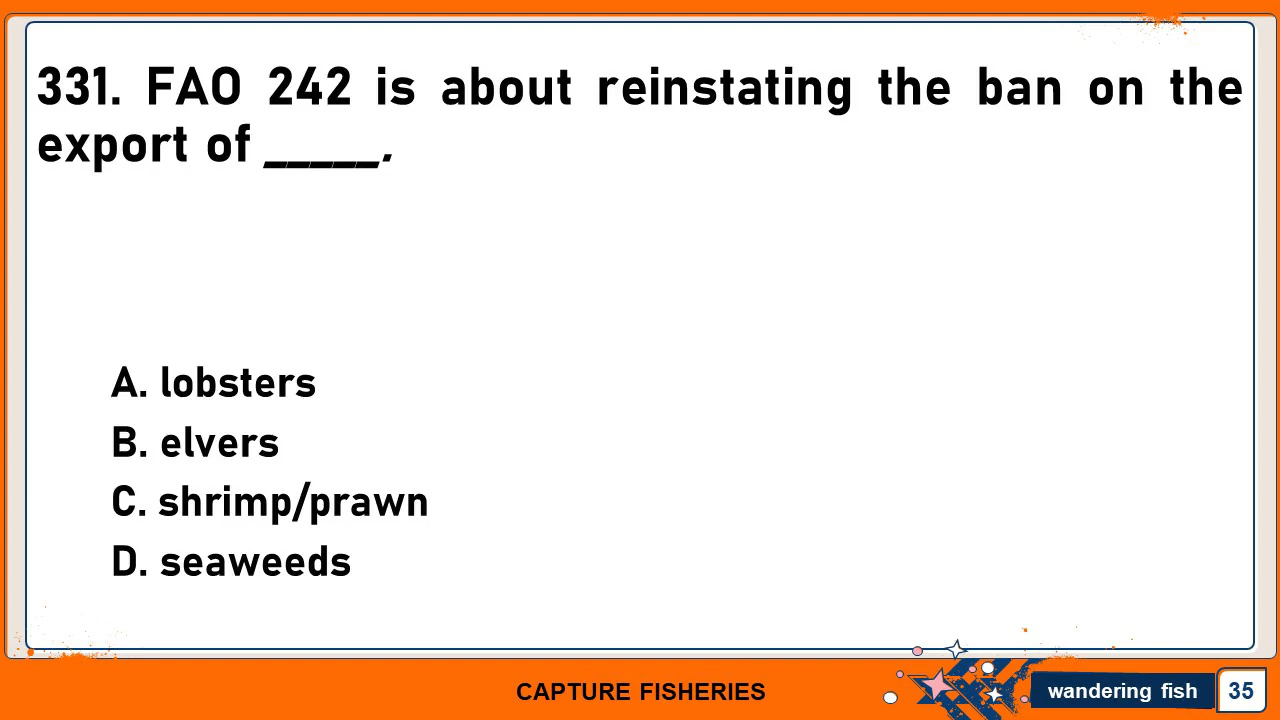 331. FAO 242 is about reinstating the ban on the
export of _____.
A. lobsters
B. elvers
C. shrimp/prawn
D. seaweeds
CAPTURE FISHERIES
wandering fish
35